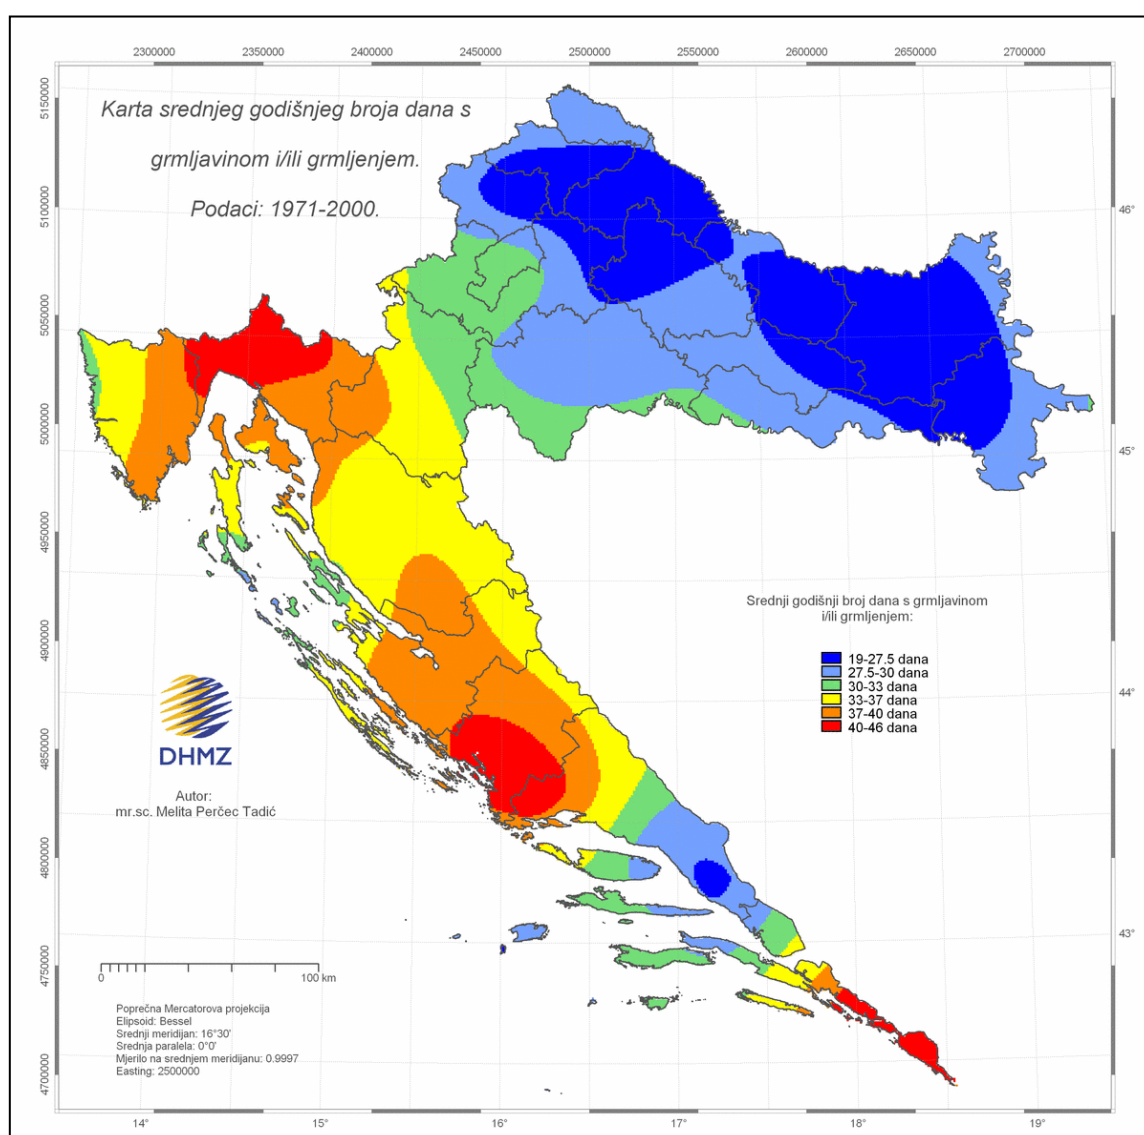 2300000 2350000 2400000 2450000 2500000 2550000 2600000 2650000 2700000
Karta srednjeg godišnjeg broja dana s
grmljavinom i/ili grmljenjem.
Podaci: 1971-2000.
5150000
5100000
5050000
5000000
4950000
4900000
4850000
4800000
4750000
4700000
46°
45°
44°
43°
Srednji godišnji broj dana s grmljavinom
i/ili grmljenjem:
19-27.5 dana
27.5-30 dana
30-33 dana
33-37 dana
37-40 dana
40-46 dana
DHMZ
Autor:
mr.sc. Melita Perčec Tadić
0 100 km
Poprečna Mercatorova projekcija
Elipsoid: Bessel
Srednji meridijan: 16°30'
Srednja paralela: 0°0'
Mjerilo na srednjem meridijanu: 0.9997
Easting: 2500000
14° 15° 16° 17° 18° 19°